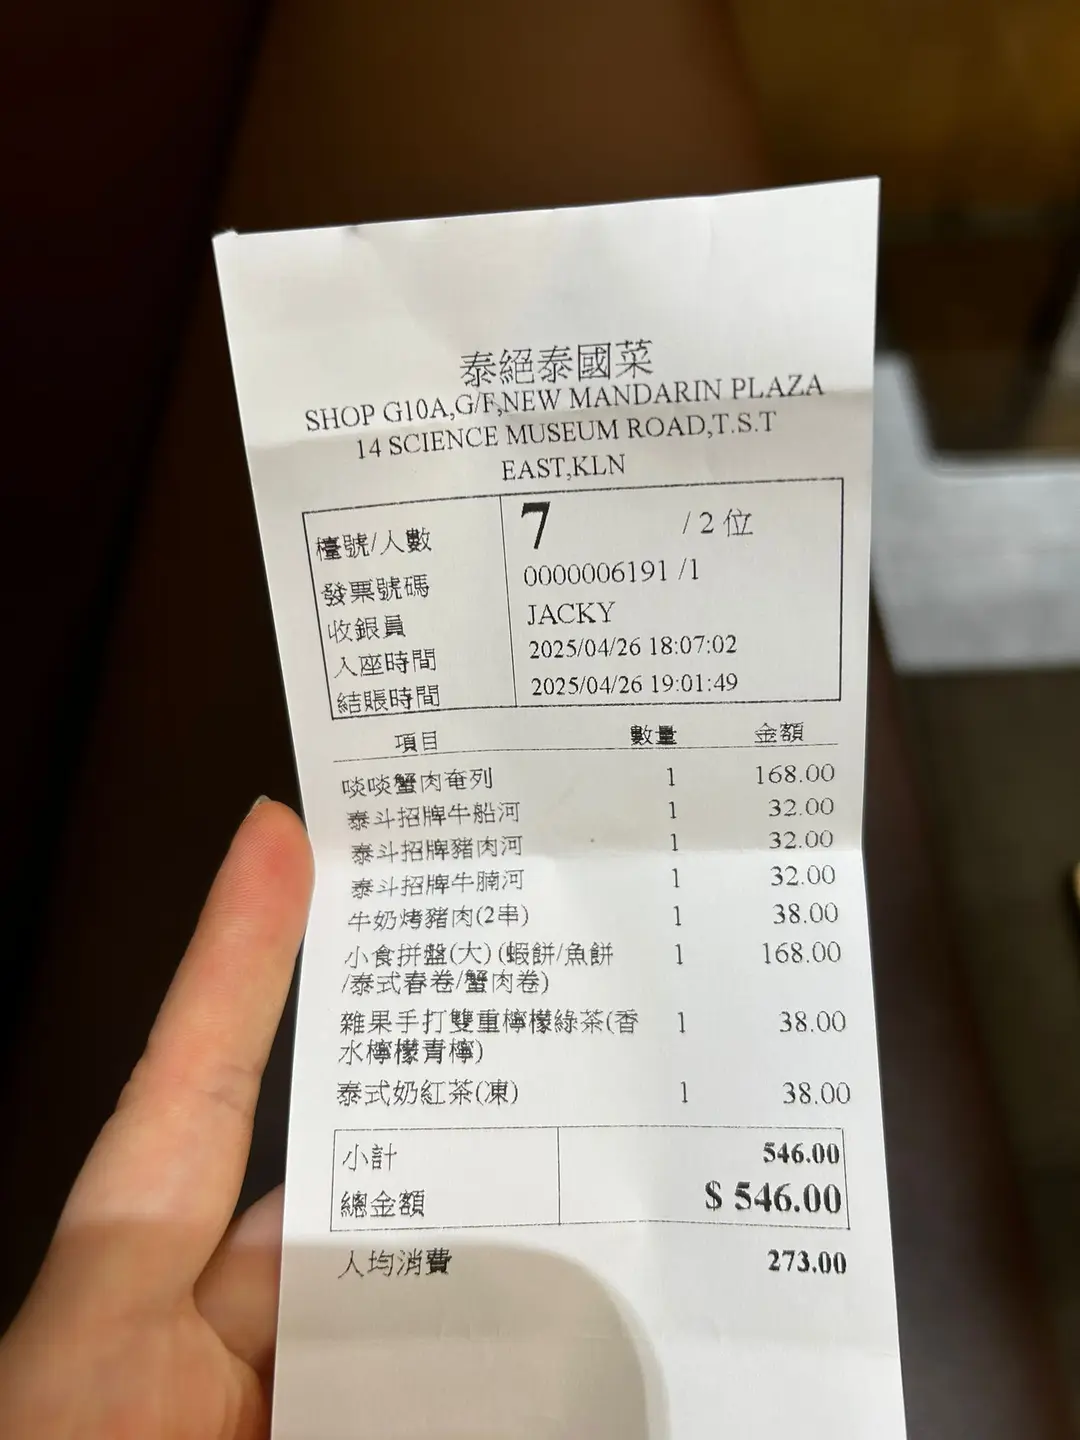 泰絕泰國菜
SHOP G10A,G/F,NEW MANDARIN PLAZA
14 SCIENCE MUSEUM ROAD,T.S.T
EAST,KLN
檯號/人數 7 / 2 位
發票號碼 0000006191 /1
收銀員 JACKY
入座時間 2025/04/26 18:07:02
結賬時間 2025/04/26 19:01:49
項目 數量 金額
啖啖蟹肉奄列 1 168.00
泰斗招牌牛船河 1 32.00
泰斗招牌豬肉河 1 32.00
泰斗招牌牛腩河 1 32.00
牛奶烤豬肉(2串) 1 38.00
小食拼盤(大) (蝦餅/魚餅 1 168.00
/泰式春卷/蟹肉卷)
雜果手打雙重檸檬綠茶(香 1 38.00
水檸檬青檸)
泰式奶紅茶(凍) 1 38.00
小計 546.00
總金額 $ 546.00
人均消費 273.00